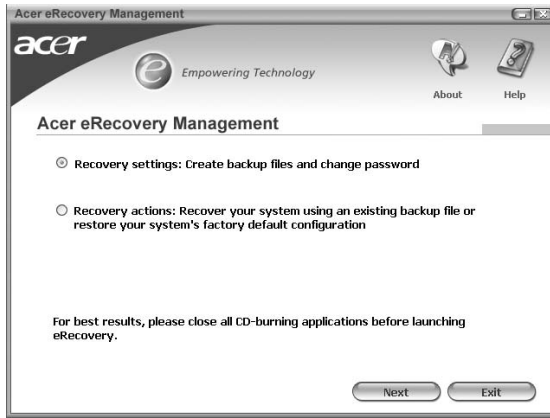 Acer eRecovery Management
acer
e Empowering Technology
About Help
Acer eRecovery Management
Recovery settings: Create backup files and change password
Recovery actions: Recover your system using an existing backup file or
restore your system's factory default configuration
For best results, please close all CD-burning applications before launching
eRecovery.
Next Exit